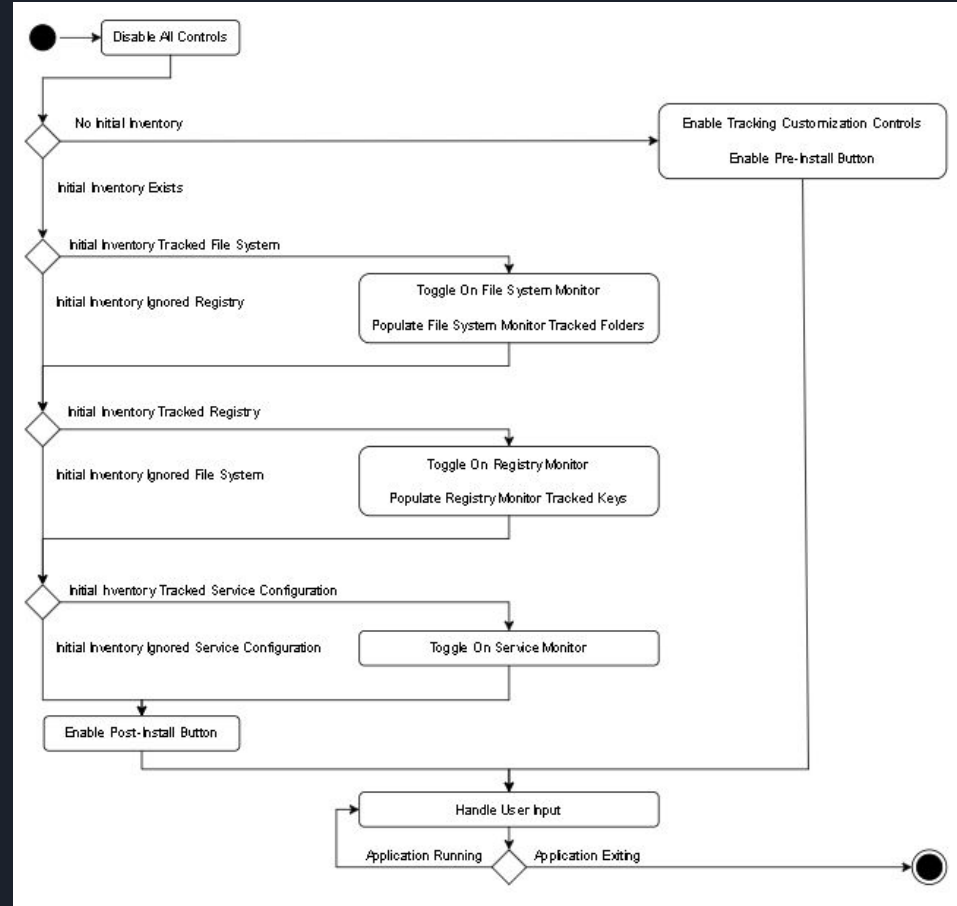 Disable All Controls
No Initial Inventory
Enable Tracking Customization Controls
Enable Pre-Install Button
Initial Inventory Exists
Initial Inventory Tracked File System
Initial Inventory Ignored Registry
Toggle On File System Monitor
Populate File System Monitor Tracked Folders
Initial Inventory Tracked Registry
Initial Inventory Ignored File System
Toggle On Registry Monitor
Populate Registry Monitor Tracked Keys
Initial Inventory Tracked Service Configuration
Initial Inventory Ignored Service Configuration
Toggle On Service Monitor
Enable Post-Install Button
Handle User Input
Application Running
Application Exiting